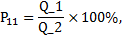 P₁₁ = Q_1 / Q_2 × 100%,